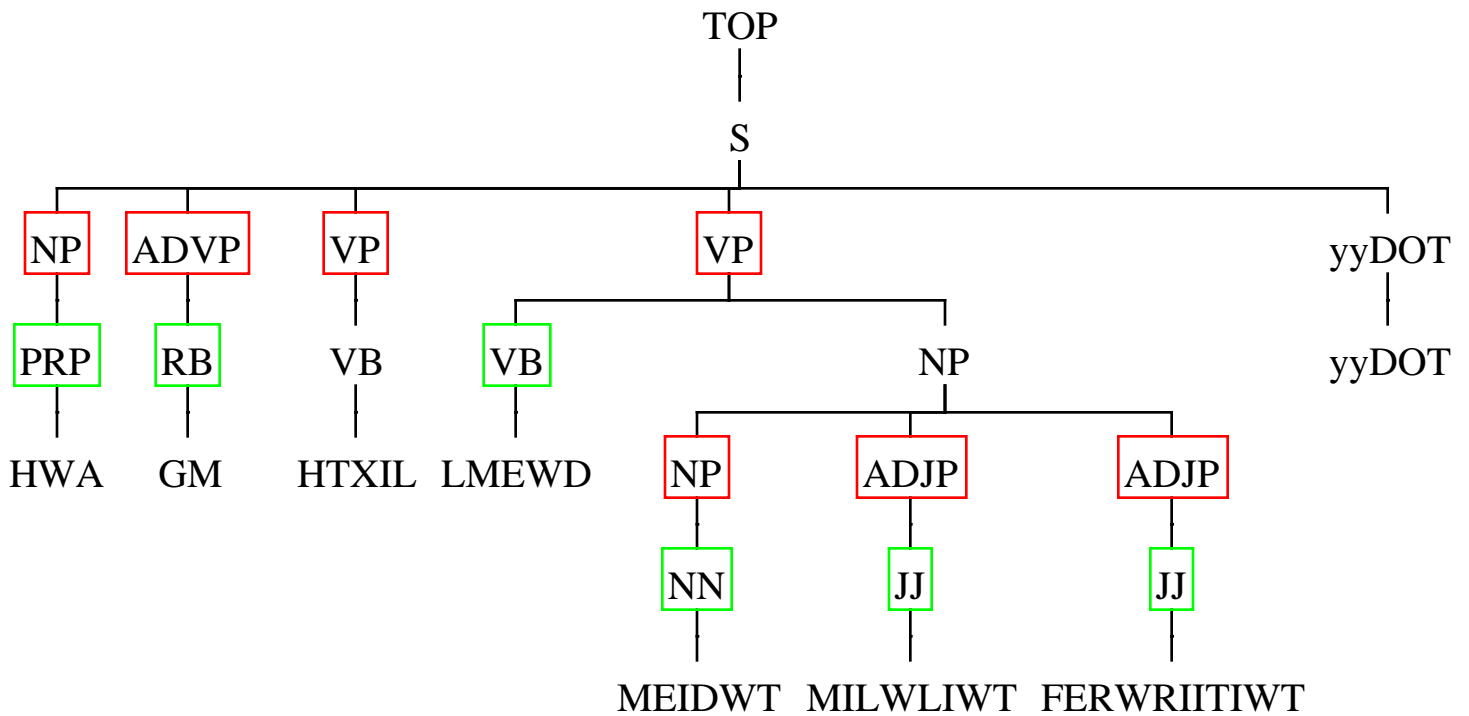 TOP
S
NP ADVP VP VP yyDOT
PRP RB VB VB NP yyDOT
HWA GM HTXIL LMEWD NP ADJP ADJP
NN JJ JJ
MEIDWT MILWLIWT FERWRIITIWT